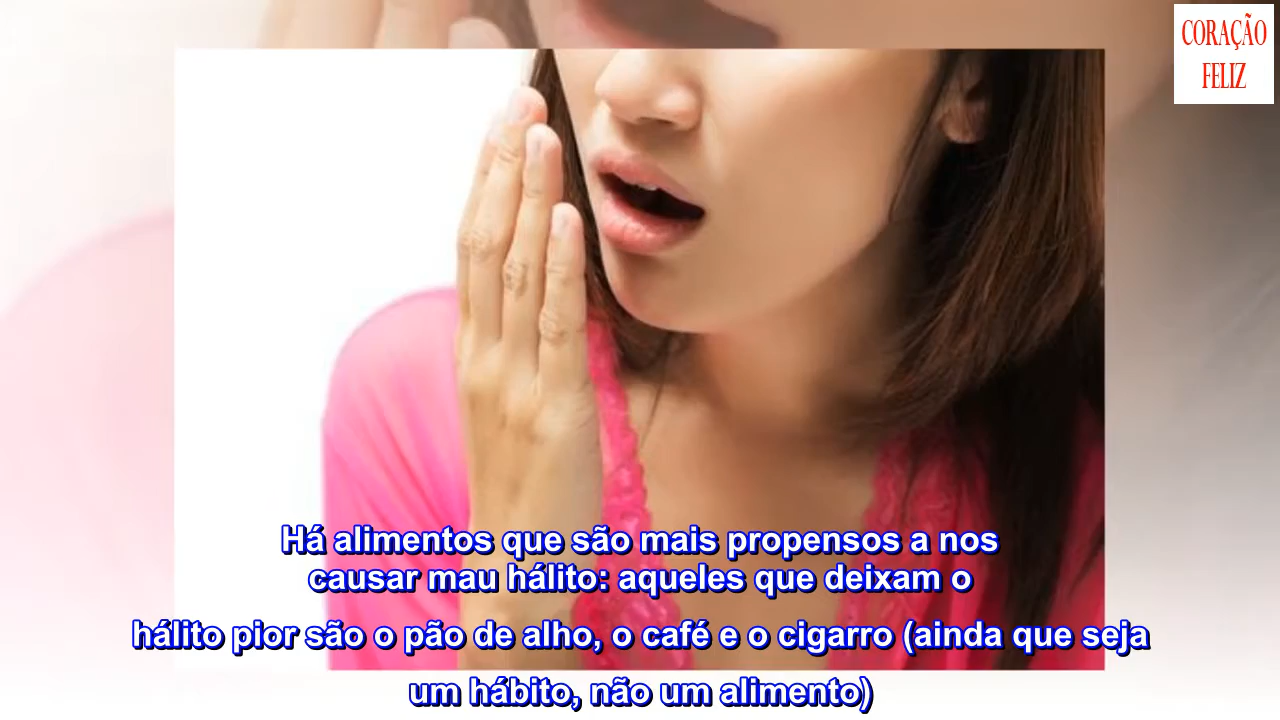 CORAÇÃO
FELIZ
Há alimentos que são mais propensos a nos
causar mau hálito: aqueles que deixam o
hálito pior são o pão de alho, o café e o cigarro (ainda que seja
um hábito, não um alimento)